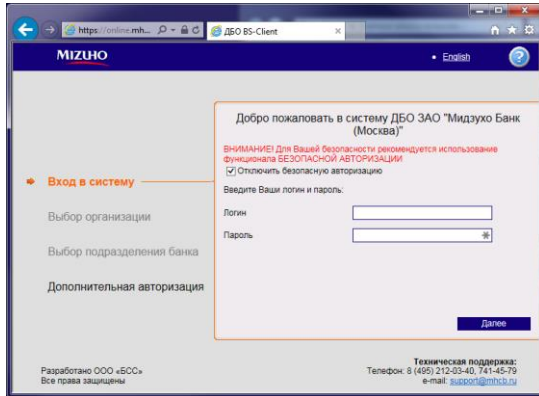 https://online.mh...
ДБО BS-Client
MIZUHO
English
Добро пожаловать в систему ДБО ЗАО "Мидзухо Банк
(Москва)"
ВНИМАНИЕ! Для Вашей безопасности рекомендуется использование
функционала БЕЗОПАСНОЙ АВТОРИЗАЦИИ
Отключить безопасную авторизацию
Введите Ваши логин и пароль:
Логин
Пароль
Вход в систему
Выбор организации
Выбор подразделения банка
Дополнительная авторизация
Далее
Разработано ООО «БСС»
Все права защищены
Техническая поддержка:
Телефон: 8 (495) 212-03-40, 741-45-79
e-mail: support@mhcb.ru